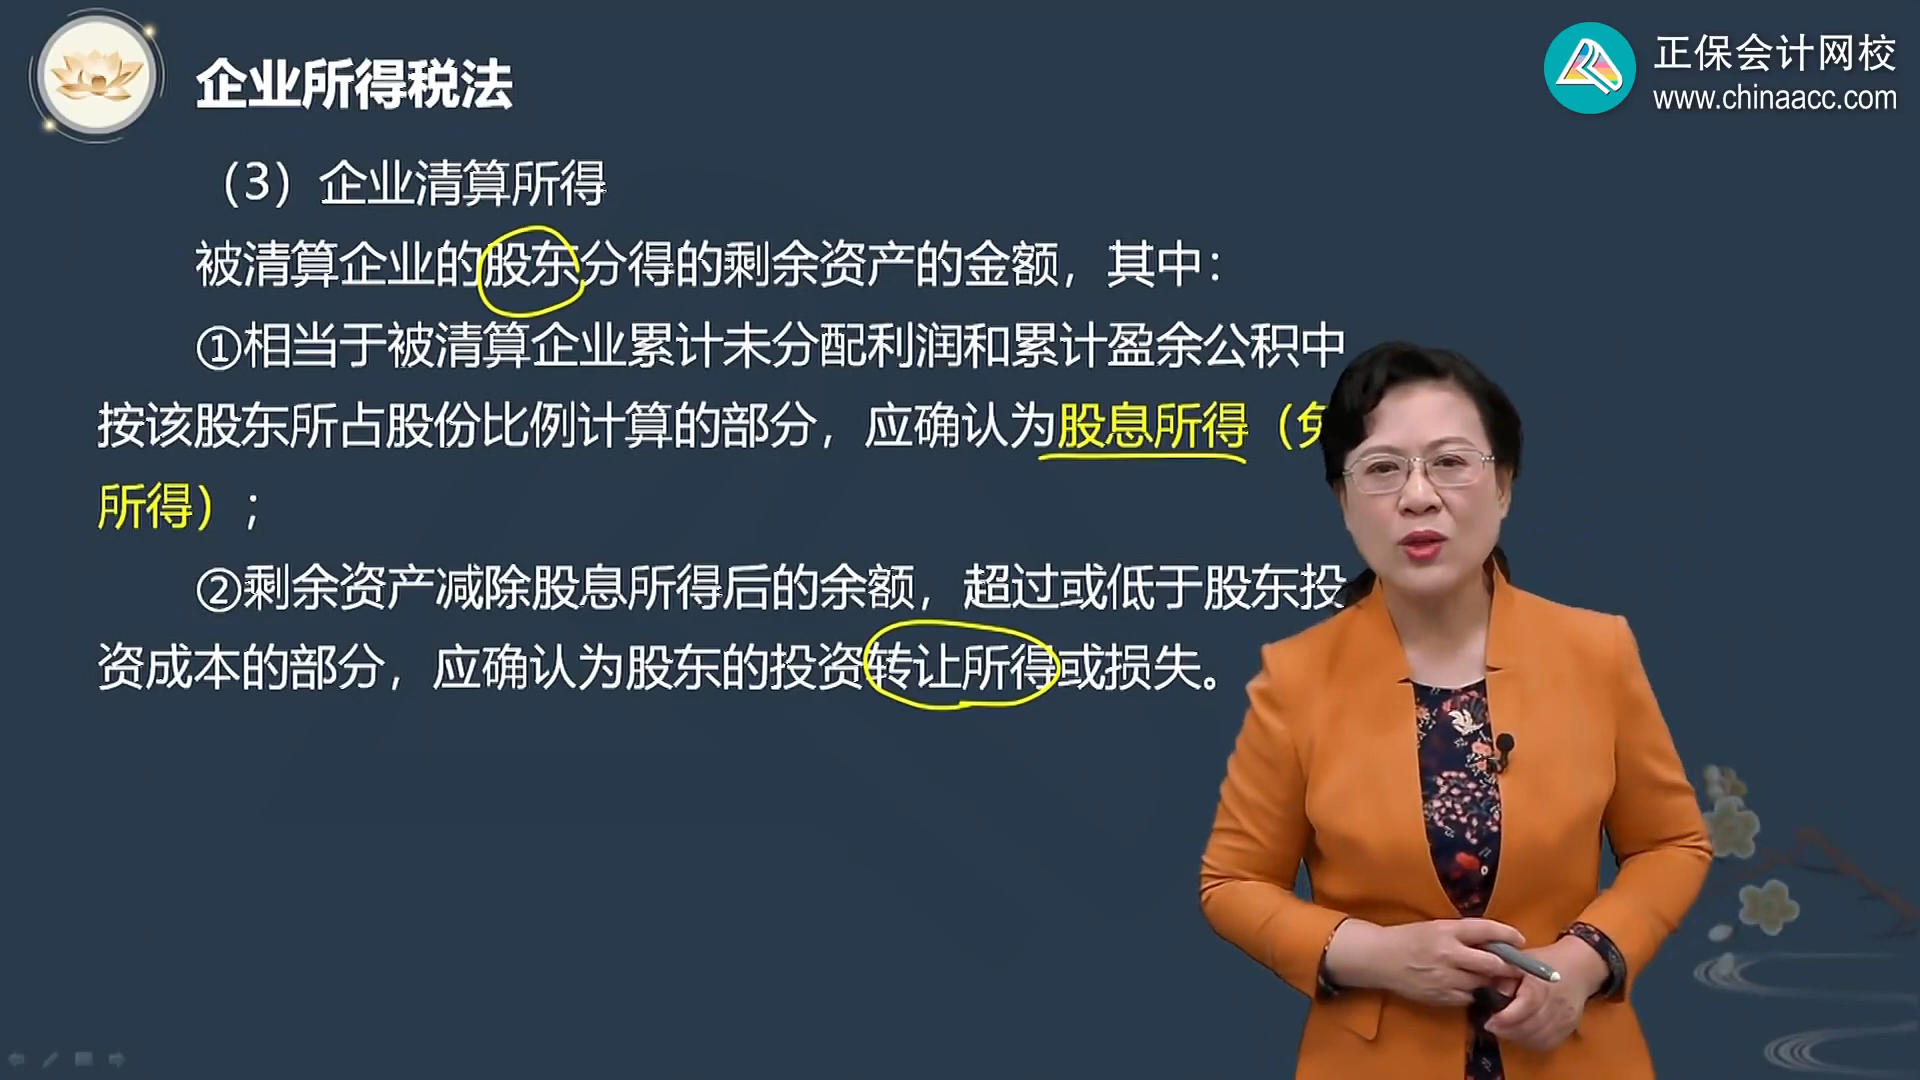 企业所得税法
正保会计网校
www.chinaacc.com
（3）企业清算所得
被清算企业的股东分得的剩余资产的金额，其中：
①相当于被清算企业累计未分配利润和累计盈余公积中
按该股东所占股份比例计算的部分，应确认为股息所得（免
所得）；
②剩余资产减除股息所得后的余额，超过或低于股东投
资成本的部分，应确认为股东的投资转让所得或损失。